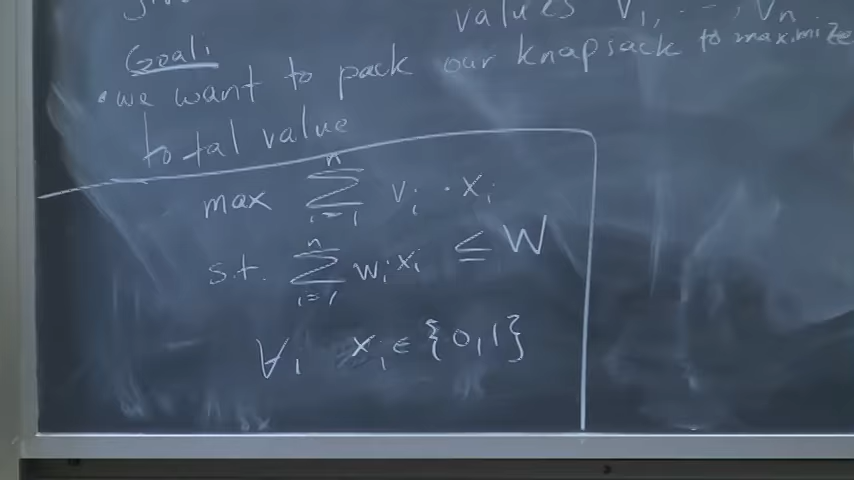 values v₁, ..., vₙ
Goal:
• we want to pack our knapsack to maximize
total value
max ∑ᵢ₌₁ⁿ vᵢ · xᵢ
s.t. ∑ᵢ₌₁ⁿ wᵢxᵢ ≤ W
∀i xᵢ ∈ {0,1}